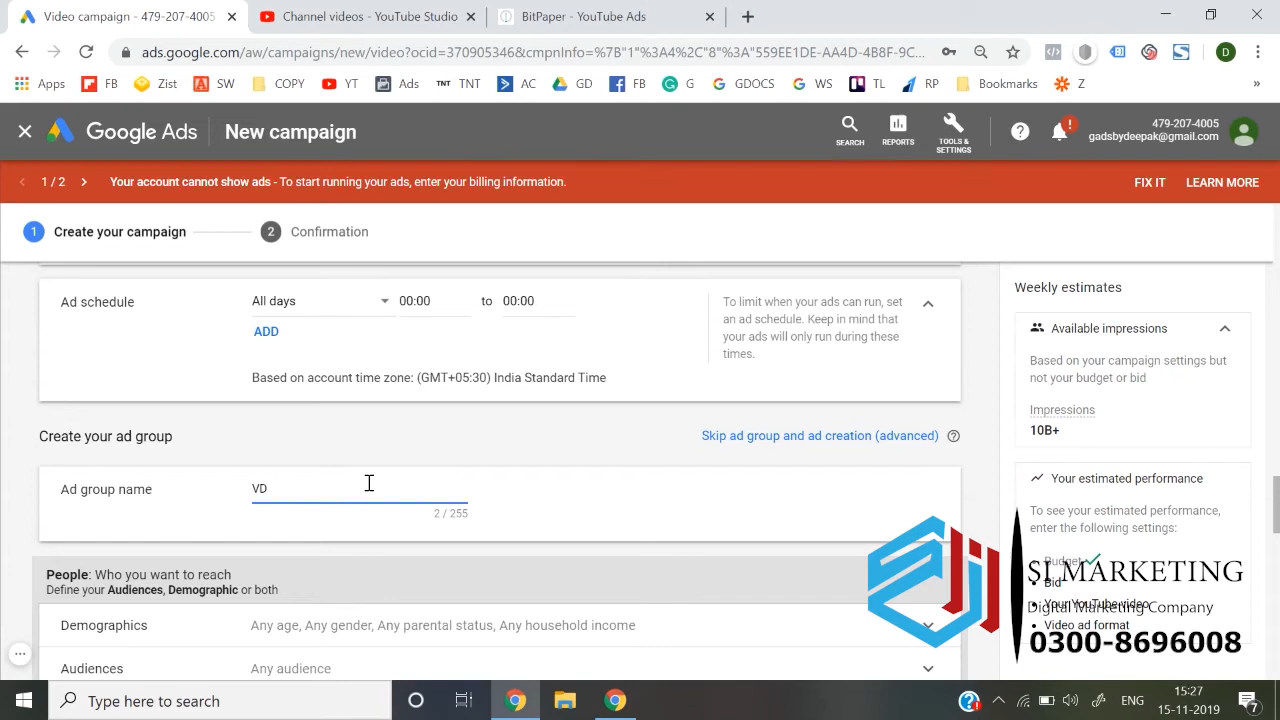 Video campaign - 479-207-4005
Channel videos - YouTube Studio
BitPaper - YouTube Ads
ads.google.com/aw/campaigns/new/video?ocid=370905346&cmpnInfo=%7B"1"%3A4%2C"8"%3A"559EE1DE-AA4D-4B8F-9C...
D
Apps
FB
Zist
SW
COPY
YT
Ads
TNT
TNT
AC
GD
FB
G
GDOCS
WS
TL
RP
Bookmarks
Z
»
Google Ads
New campaign
SEARCH
REPORTS
TOOLS &
SETTINGS
479-207-4005
gadsbydeepak@gmail.com
1 / 2
Your account cannot show ads - To start running your ads, enter your billing information.
FIX IT
LEARN MORE
1
Create your campaign
2
Confirmation
Ad schedule
All days
00:00
to
00:00
ADD
To limit when your ads can run, set
an ad schedule. Keep in mind that
your ads will only run during these
times.
Based on account time zone: (GMT+05:30) India Standard Time
Create your ad group
Skip ad group and ad creation (advanced)
Ad group name
VD
2 / 255
People: Who you want to reach
Define your Audiences, Demographic or both
Demographics
Any age, Any gender, Any parental status, Any household income
Audiences
Any audience
Weekly estimates
Available impressions
Based on your campaign settings but
not your budget or bid
Impressions
10B+
Your estimated performance
To see your estimated performance,
enter the following settings:
Budget
Bid
Your YouTube video
Video ad format
SJ MARKETING
Digital Marketing Company
0300-8696008
Type here to search
ENG
15:27
15-11-2019
7